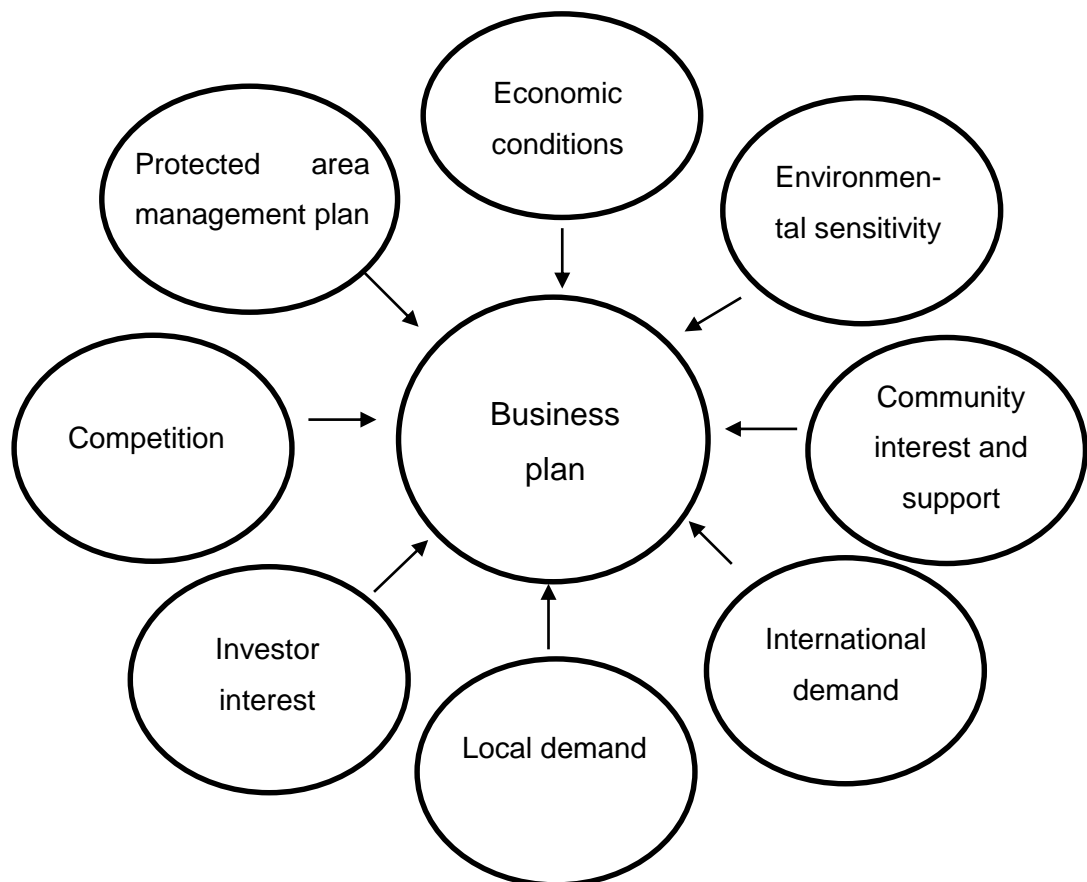 Economic
conditions
Protected area
management plan
Environmen-
tal sensitivity
Competition
Business
plan
Community
interest and
support
Investor
interest
Local demand
International
demand